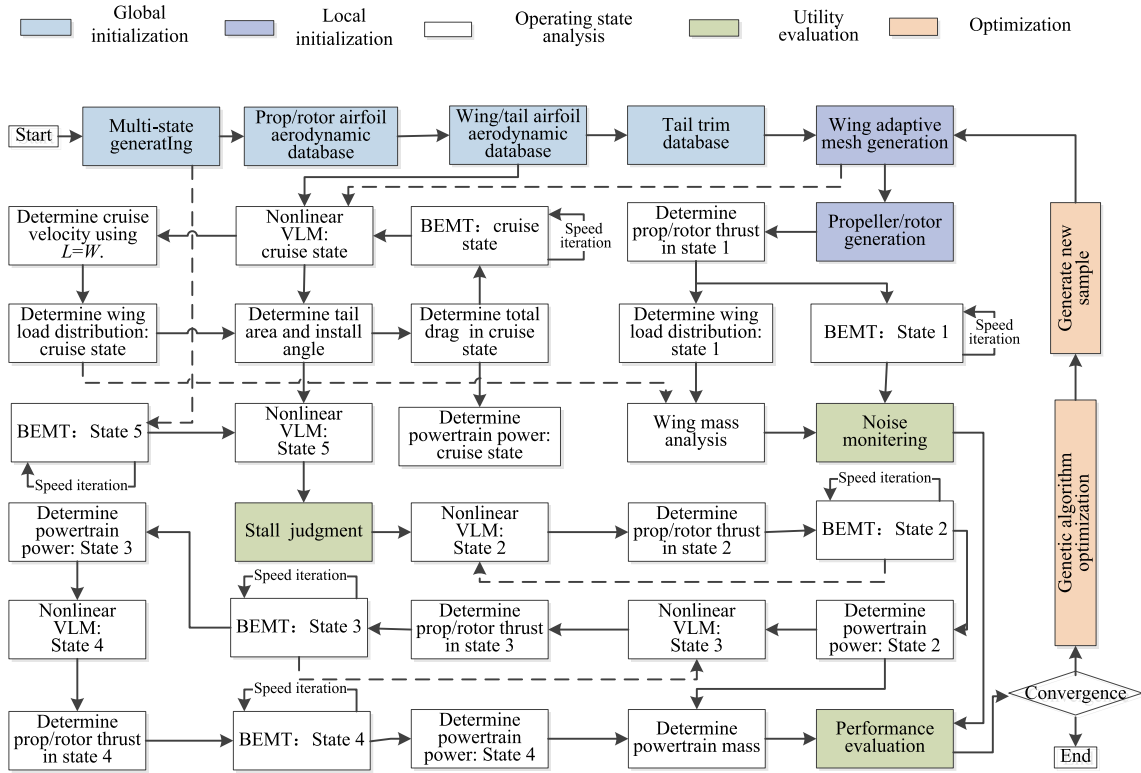 Global
initialization
Local
initialization
Operating state
analysis
Utility
evaluation
Optimization
Start
Multi-state
generatIng
Prop/rotor airfoil
aerodynamic
database
Wing/tail airfoil
aerodynamic
database
Tail trim
database
Wing adaptive
mesh generation
Determine cruise
velocity using
L=W.
Nonlinear
VLM:
cruise state
BEMT：cruise
state
Speed
iteration
Determine
prop/rotor thrust
in state 1
Propeller/rotor
generation
Generate new
sample
Determine wing
load distribution:
cruise state
Determine tail
area and install
angle
Determine total
drag in cruise
state
Determine wing
load distribution:
state 1
BEMT：State 1
Speed
iteration
BEMT：State 5
Speed iteration
Nonlinear
VLM:
State 5
Determine
powertrain power:
cruise state
Wing mass
analysis
Noise
monitering
Genetic algorithm
optimization
Determine
powertrain
power: State 3
Stall judgment
Nonlinear
VLM:
State 2
Determine
prop/rotor
thrust in state 2
Speed iteration
BEMT：State 2
Nonlinear
VLM:
State 4
Speed iteration
BEMT：State 3
Determine
prop/rotor thrust
in state 3
Nonlinear
VLM:
State 3
Determine
powertrain
power: State 2
Convergence
Determine
prop/rotor thrust
in state 4
Speed iteration
BEMT：State 4
Determine
powertrain
power: State 4
Determine
powertrain mass
Performance
evaluation
End